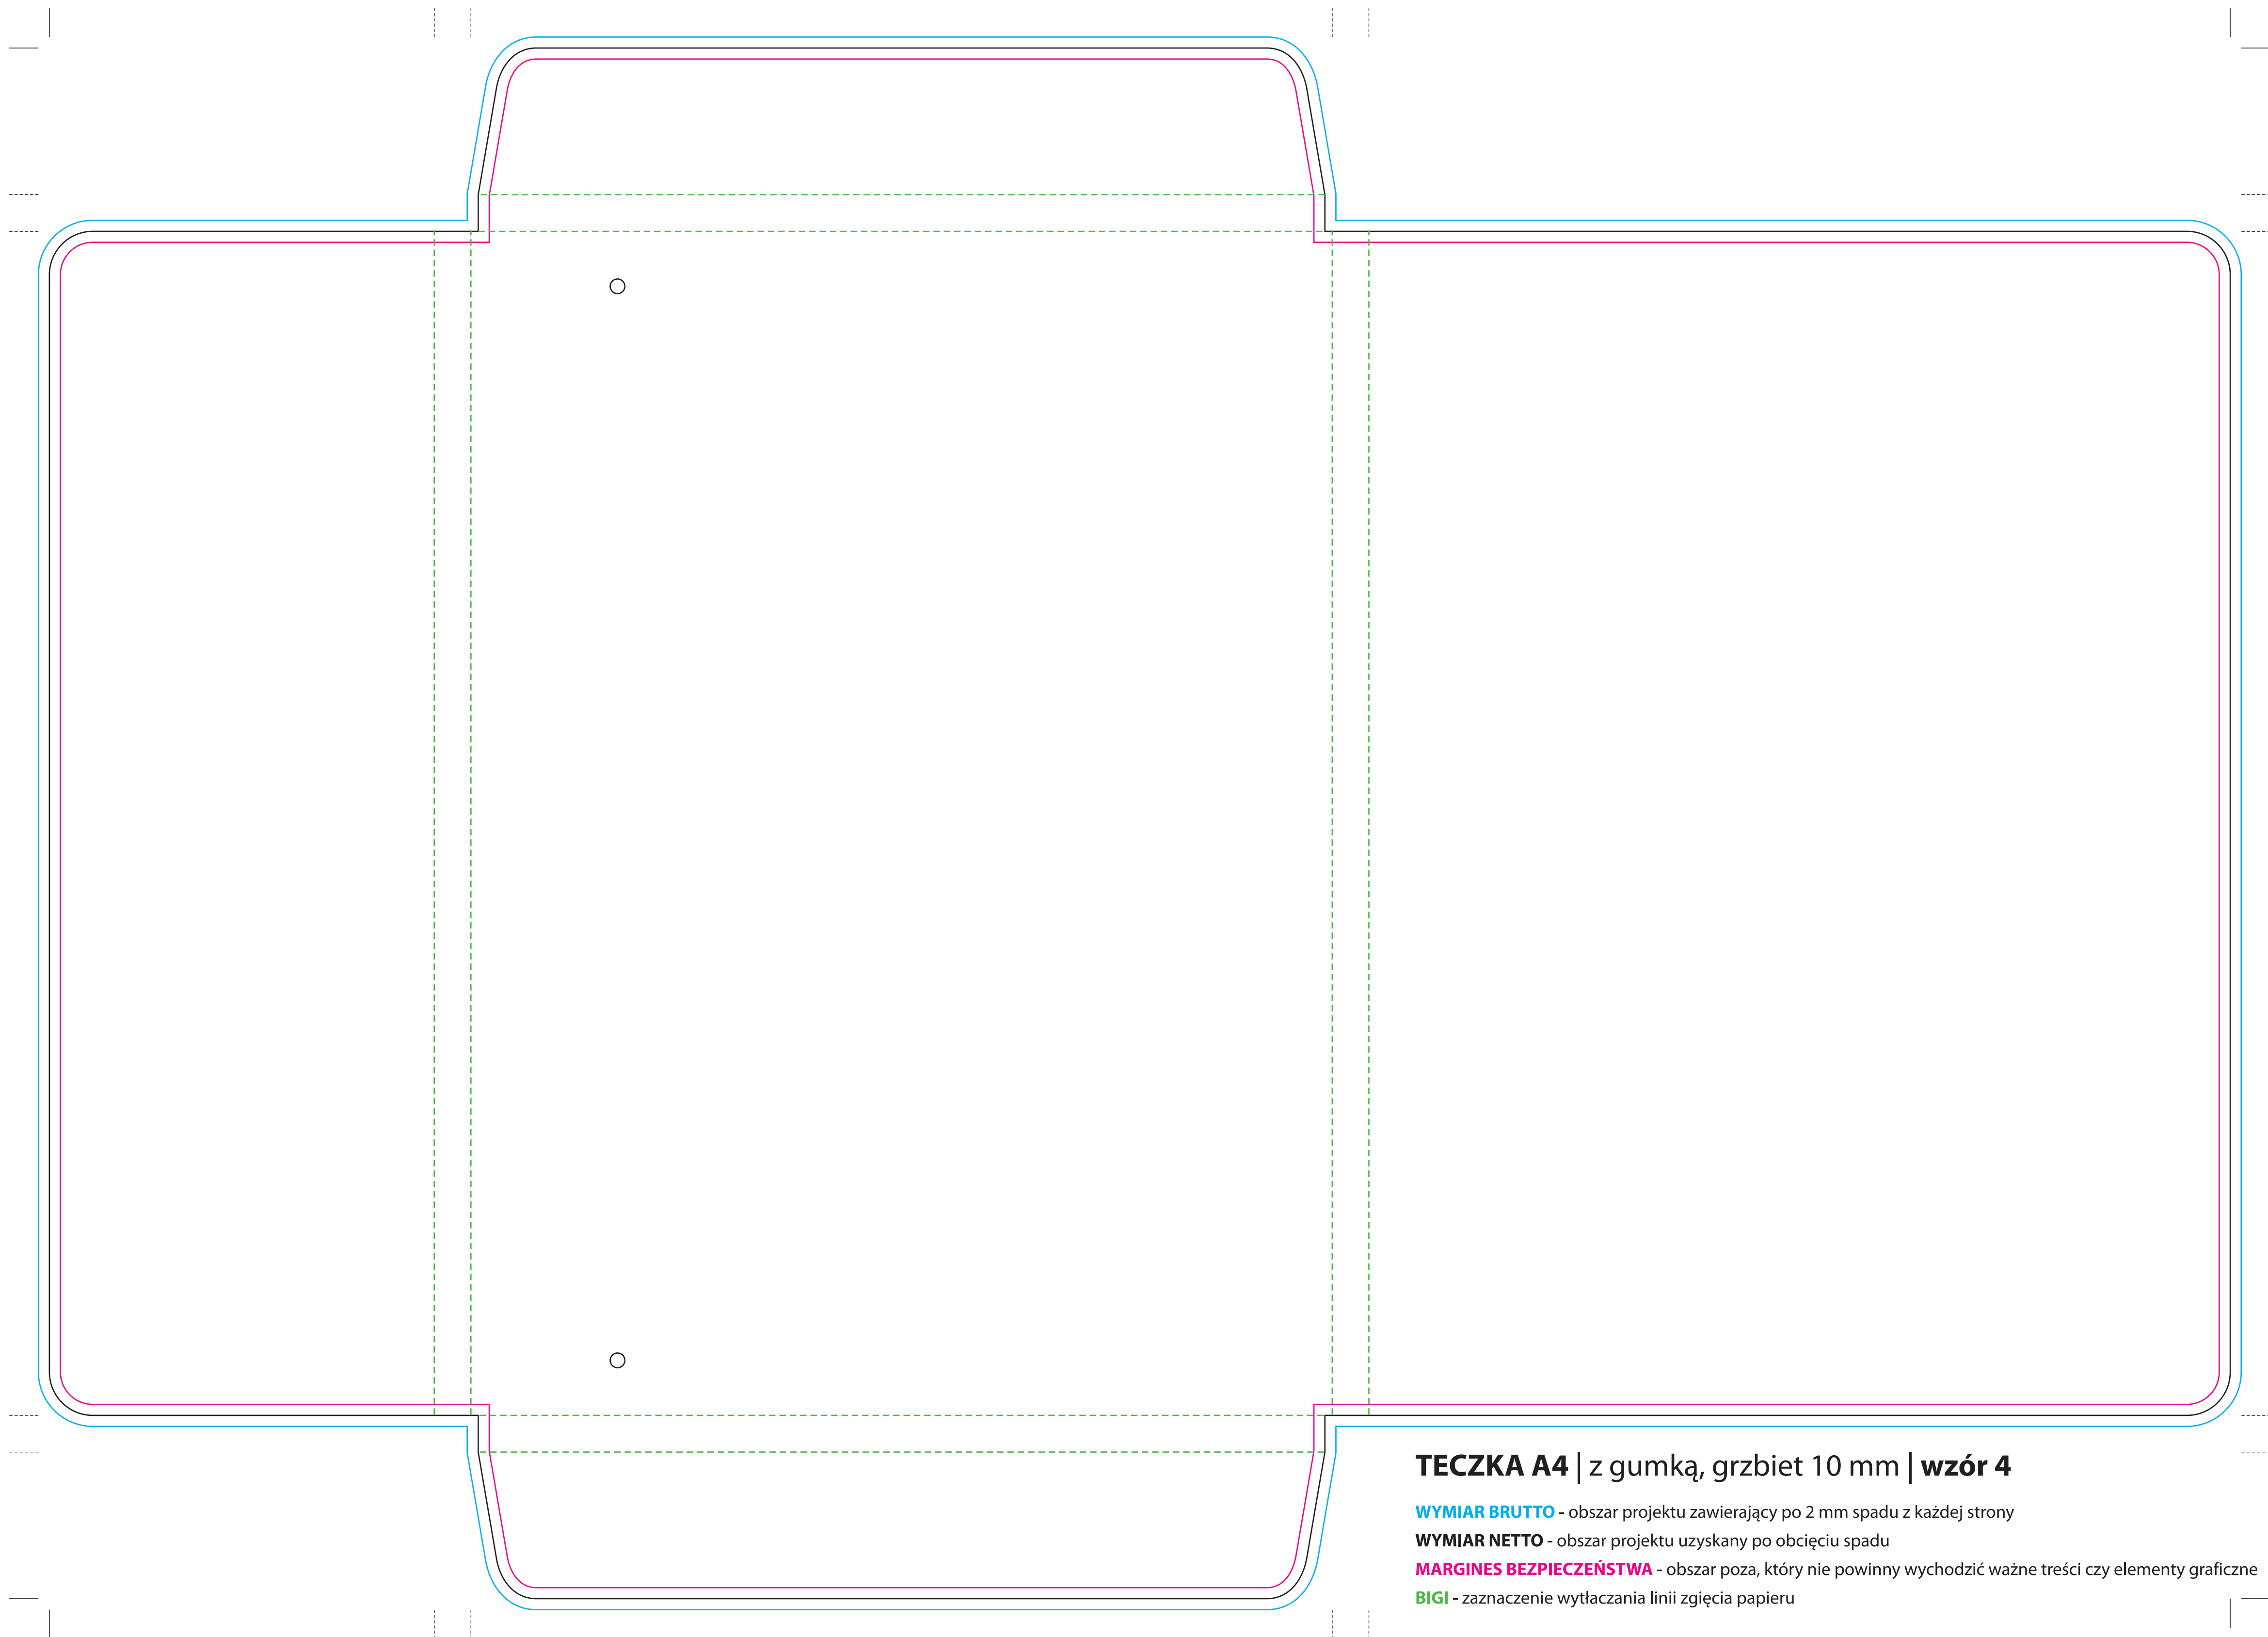 TECZKA A4 | z gumką, grzbiet 10 mm | wzór 4
WYMIAR BRUTTO - obszar projektu zawierający po 2 mm spadu z każdej strony
WYMIAR NETTO - obszar projektu uzyskany po obcięciu spadu
MARGINES BEZPIECZEŃSTWA - obszar poza, który nie powinny wychodzić ważne treści czy elementy graficzne
BIGI - zaznaczenie wytłaczania linii zgięcia papieru